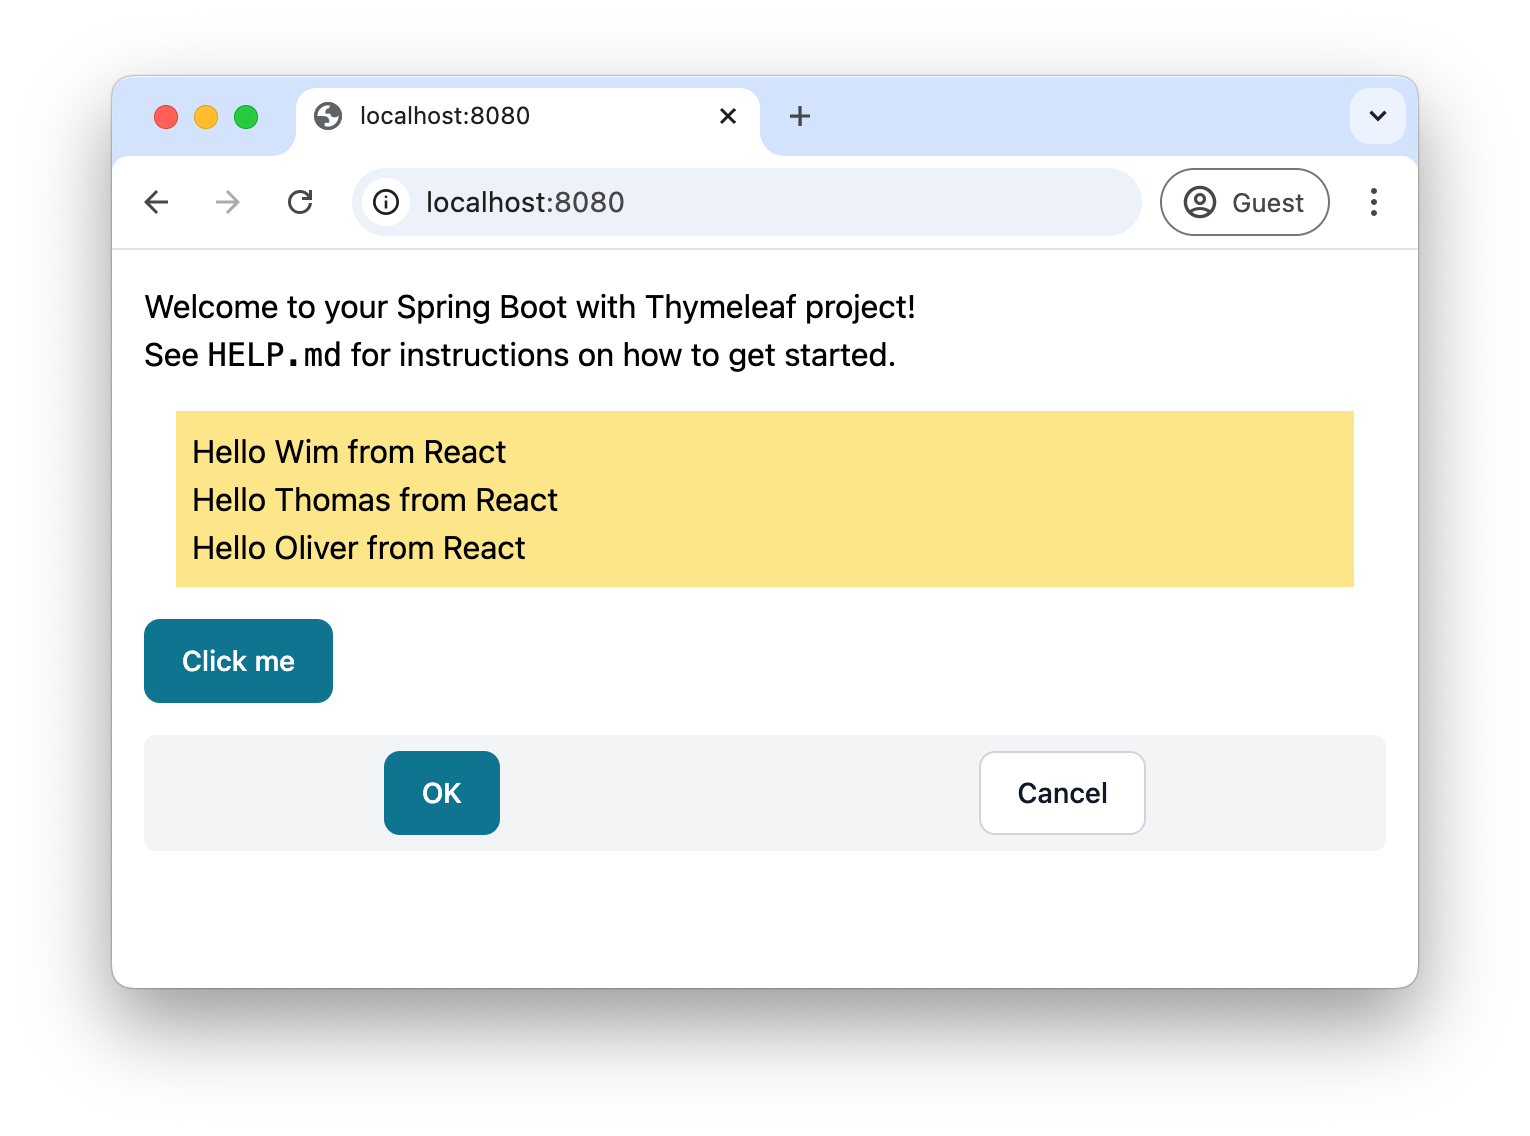 localhost:8080
localhost:8080
Guest
Welcome to your Spring Boot with Thymeleaf project!
See HELP.md for instructions on how to get started.
Hello Wim from React
Hello Thomas from React
Hello Oliver from React
Click me
OK
Cancel